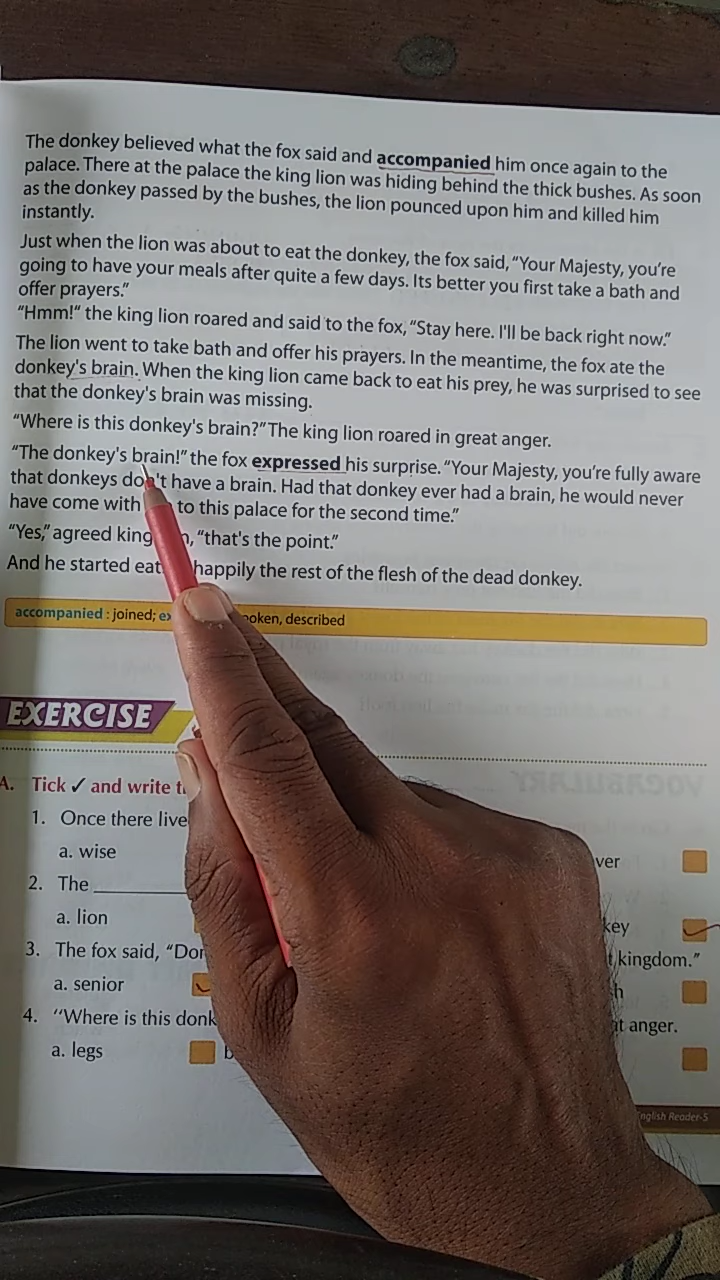 The donkey believed what the fox said and accompanied him once again to the
palace. There at the palace the king lion was hiding behind the thick bushes. As soon
as the donkey passed by the bushes, the lion pounced upon him and killed him
instantly.
Just when the lion was about to eat the donkey, the fox said, “Your Majesty, you’re
going to have your meals after quite a few days. Its better you first take a bath and
offer prayers.”
“Hmm!“ the king lion roared and said to the fox, “Stay here. I'll be back right now.”
The lion went to take bath and offer his prayers. In the meantime, the fox ate the
donkey's brain. When the king lion came back to eat his prey, he was surprised to see
that the donkey's brain was missing.
“Where is this donkey's brain?” The king lion roared in great anger.
“The donkey's brain!” the fox expressed his surprise. “Your Majesty, you’re fully aware
that donkeys don't have a brain. Had that donkey ever had a brain, he would never
have come with to this palace for the second time.”
“Yes,” agreed king , “that's the point.”
And he started happily the rest of the flesh of the dead donkey.
accompanied : joined; described
EXERCISE
A. Tick ✓ and write
1. Once there
a. wise
2. The ________
a. lion
key
3. The fox said, kingdom.”
a. senior
4. ‘‘Where is this anger.
a. legs
English Reader-5
VOCABULARY